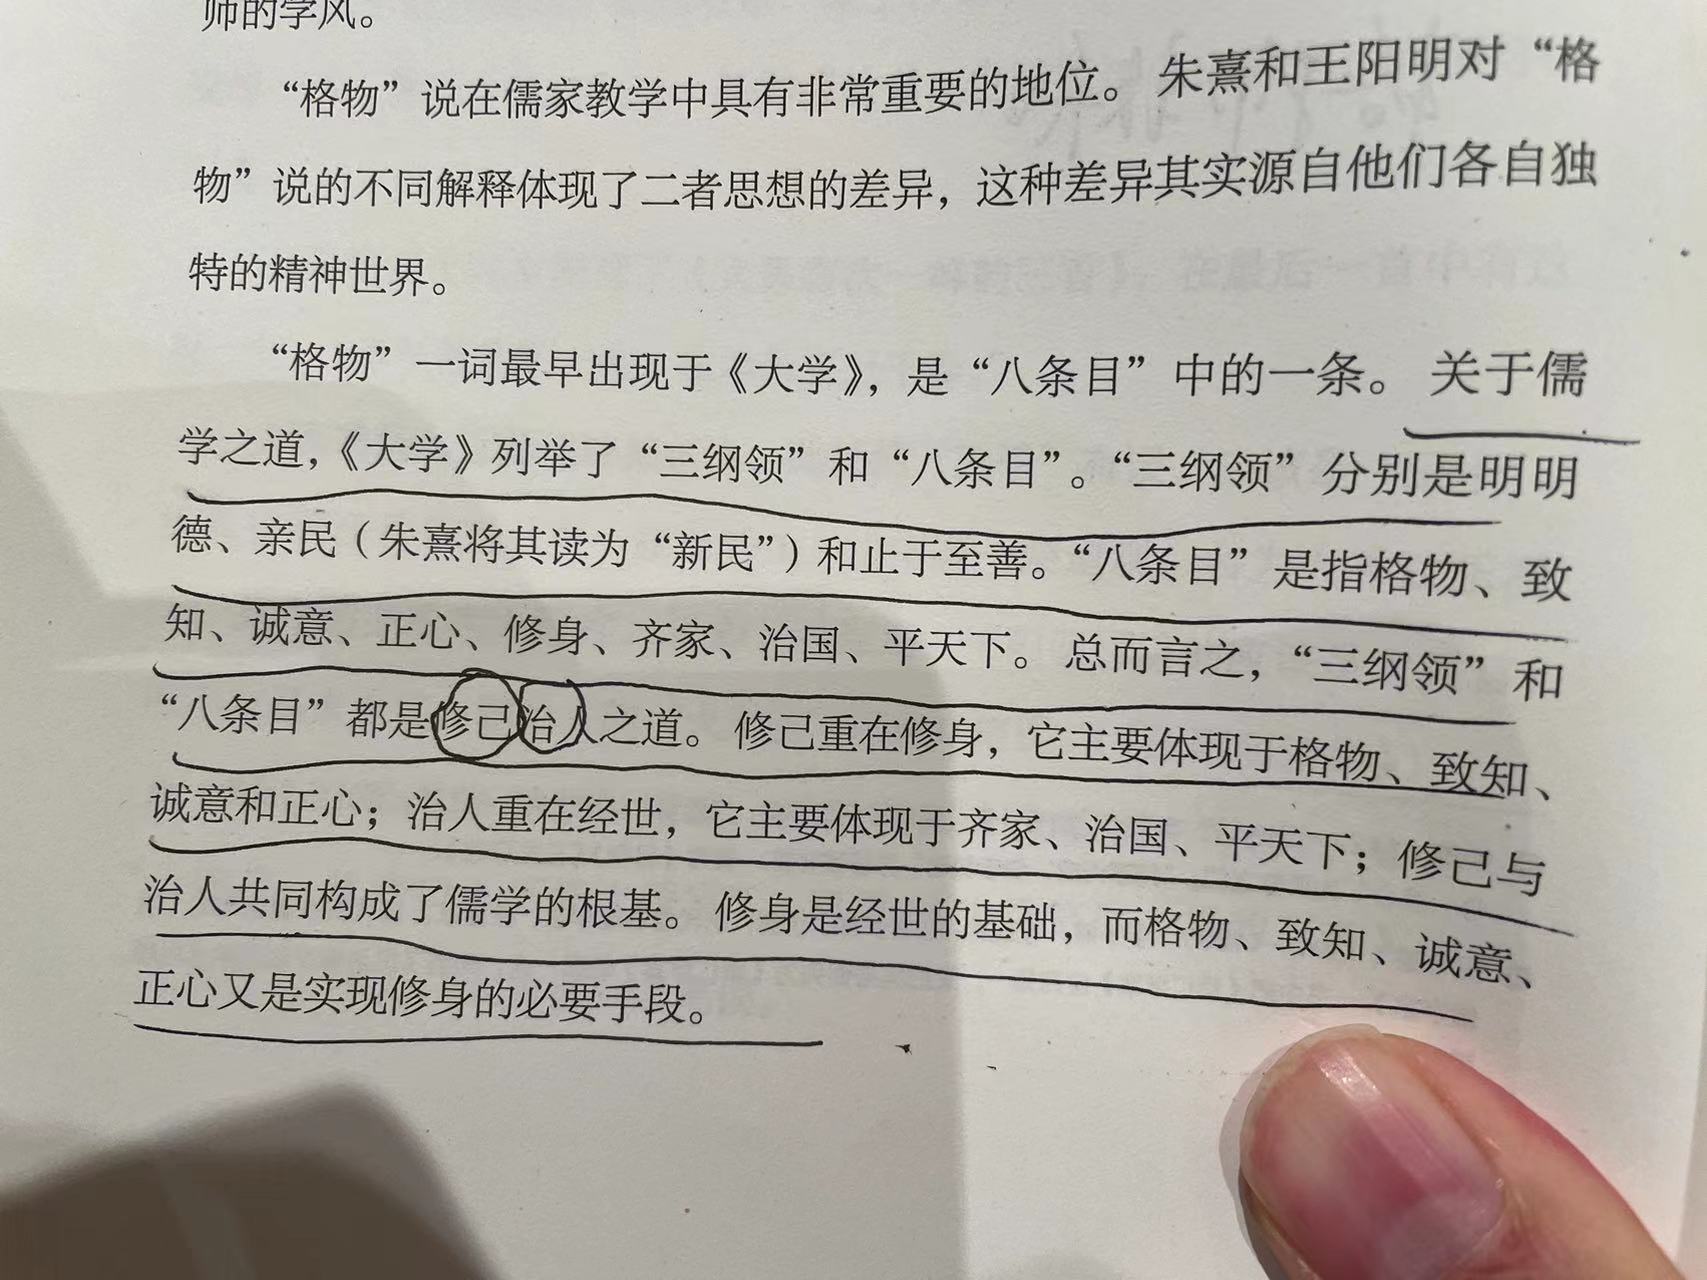 师的学风。
“格物”说在儒家教学中具有非常重要的地位。朱熹和王阳明对“格
物”说的不同解释体现了二者思想的差异，这种差异其实源自他们各自独
特的精神世界。
“格物”一词最早出现于《大学》，是“八条目”中的一条。关于儒
学之道，《大学》列举了“三纲领”和“八条目”。“三纲领”分别是明明
德、亲民（朱熹将其读为“新民”）和止于至善。“八条目”是指格物、致
知、诚意、正心、修身、齐家、治国、平天下。总而言之，“三纲领”和
“八条目”都是修己治人之道。修己重在修身，它主要体现于格物、致知、
诚意和正心；治人重在经世，它主要体现于齐家、治国、平天下；修己与
治人共同构成了儒学的根基。修身是经世的基础，而格物、致知、诚意、
正心又是实现修身的必要手段。